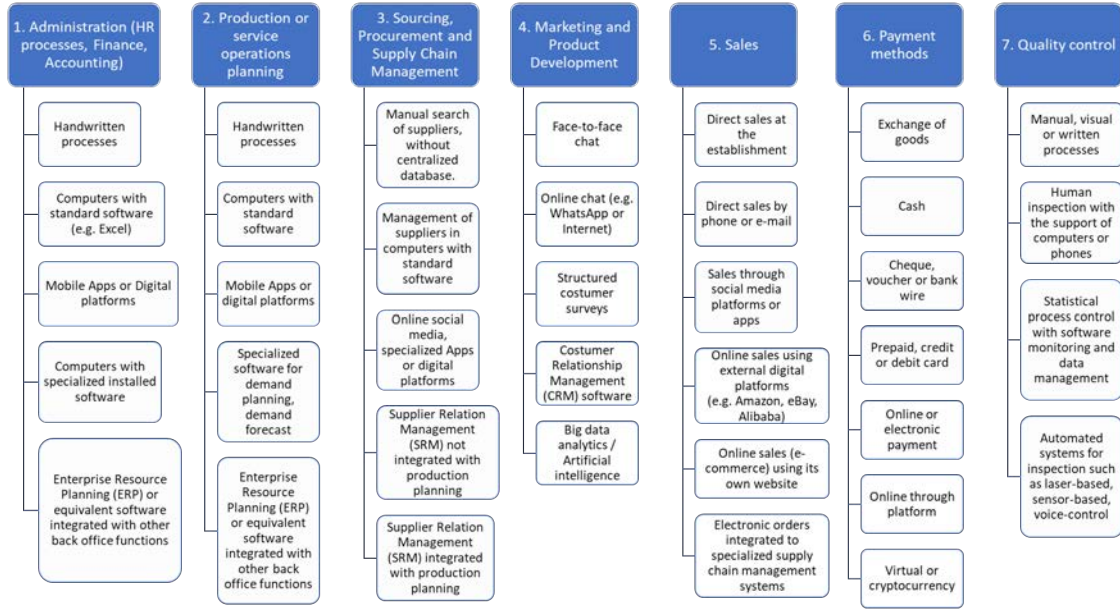 1. Administration (HR
processes, Finance,
Accounting)
Handwritten
processes
Computers with
standard software
(e.g. Excel)
Mobile Apps or Digital
platforms
Computers with
specialized installed
software
Enterprise Resource
Planning (ERP) or
equivalent software
integrated with other
back office functions
2. Production or
service
operations
planning
Handwritten
processes
Computers with
standard
software
Mobile Apps or
digital platforms
Specialized
software for
demand
planning,
demand
forecast
Enterprise
Resource
Planning (ERP)
or equivalent
software
integrated with
other back
office functions
3. Sourcing,
Procurement and
Supply Chain
Management
Manual search
of suppliers,
without
centralized
database.
Management of
suppliers in
computers with
standard
software
Online social
media,
specialized Apps
or digital
platforms
Supplier Relation
Management
(SRM) not
integrated with
production
planning
Supplier Relation
Management
(SRM) integrated
with production
planning
4. Marketing and
Product
Development
Face-to-face
chat
Online chat (e.g.
WhatsApp or
Internet)
Structured
costumer
surveys
Costumer
Relationship
Management
(CRM) software
Big data
analytics /
Artificial
intelligence
5. Sales
Direct sales at
the
establishment
Direct sales by
phone or e-mail
Sales through
social media
platforms or
apps
Online sales using
external digital
platforms
(e.g. Amazon, eBay,
Alibaba)
Online sales (e-
commerce) using its
own website
Electronic orders
integrated to
specialized supply
chain management
systems
6. Payment
methods
Exchange of
goods
Cash
Cheque,
voucher or bank
wire
Prepaid, credit
or debit card
Online or
electronic
payment
Online through
platform
Virtual or
cryptocurrency
7. Quality control
Manual, visual
or written
processes
Human
inspection with
the support of
computers or
phones
Statistical
process control
with software
monitoring and
data
management
Automated
systems for
inspection such
as laser-based,
sensor-based,
voice-control